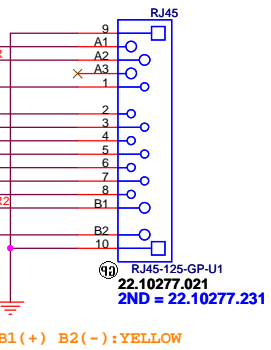 RJ45
9
A1
A2
A3
1
2
3
4
5
6
7
8
R2
B1
B2
10
RJ45-125-GP-U1
22.10277.021
2ND = 22.10277.231
B1(+) B2(-):YELLOW